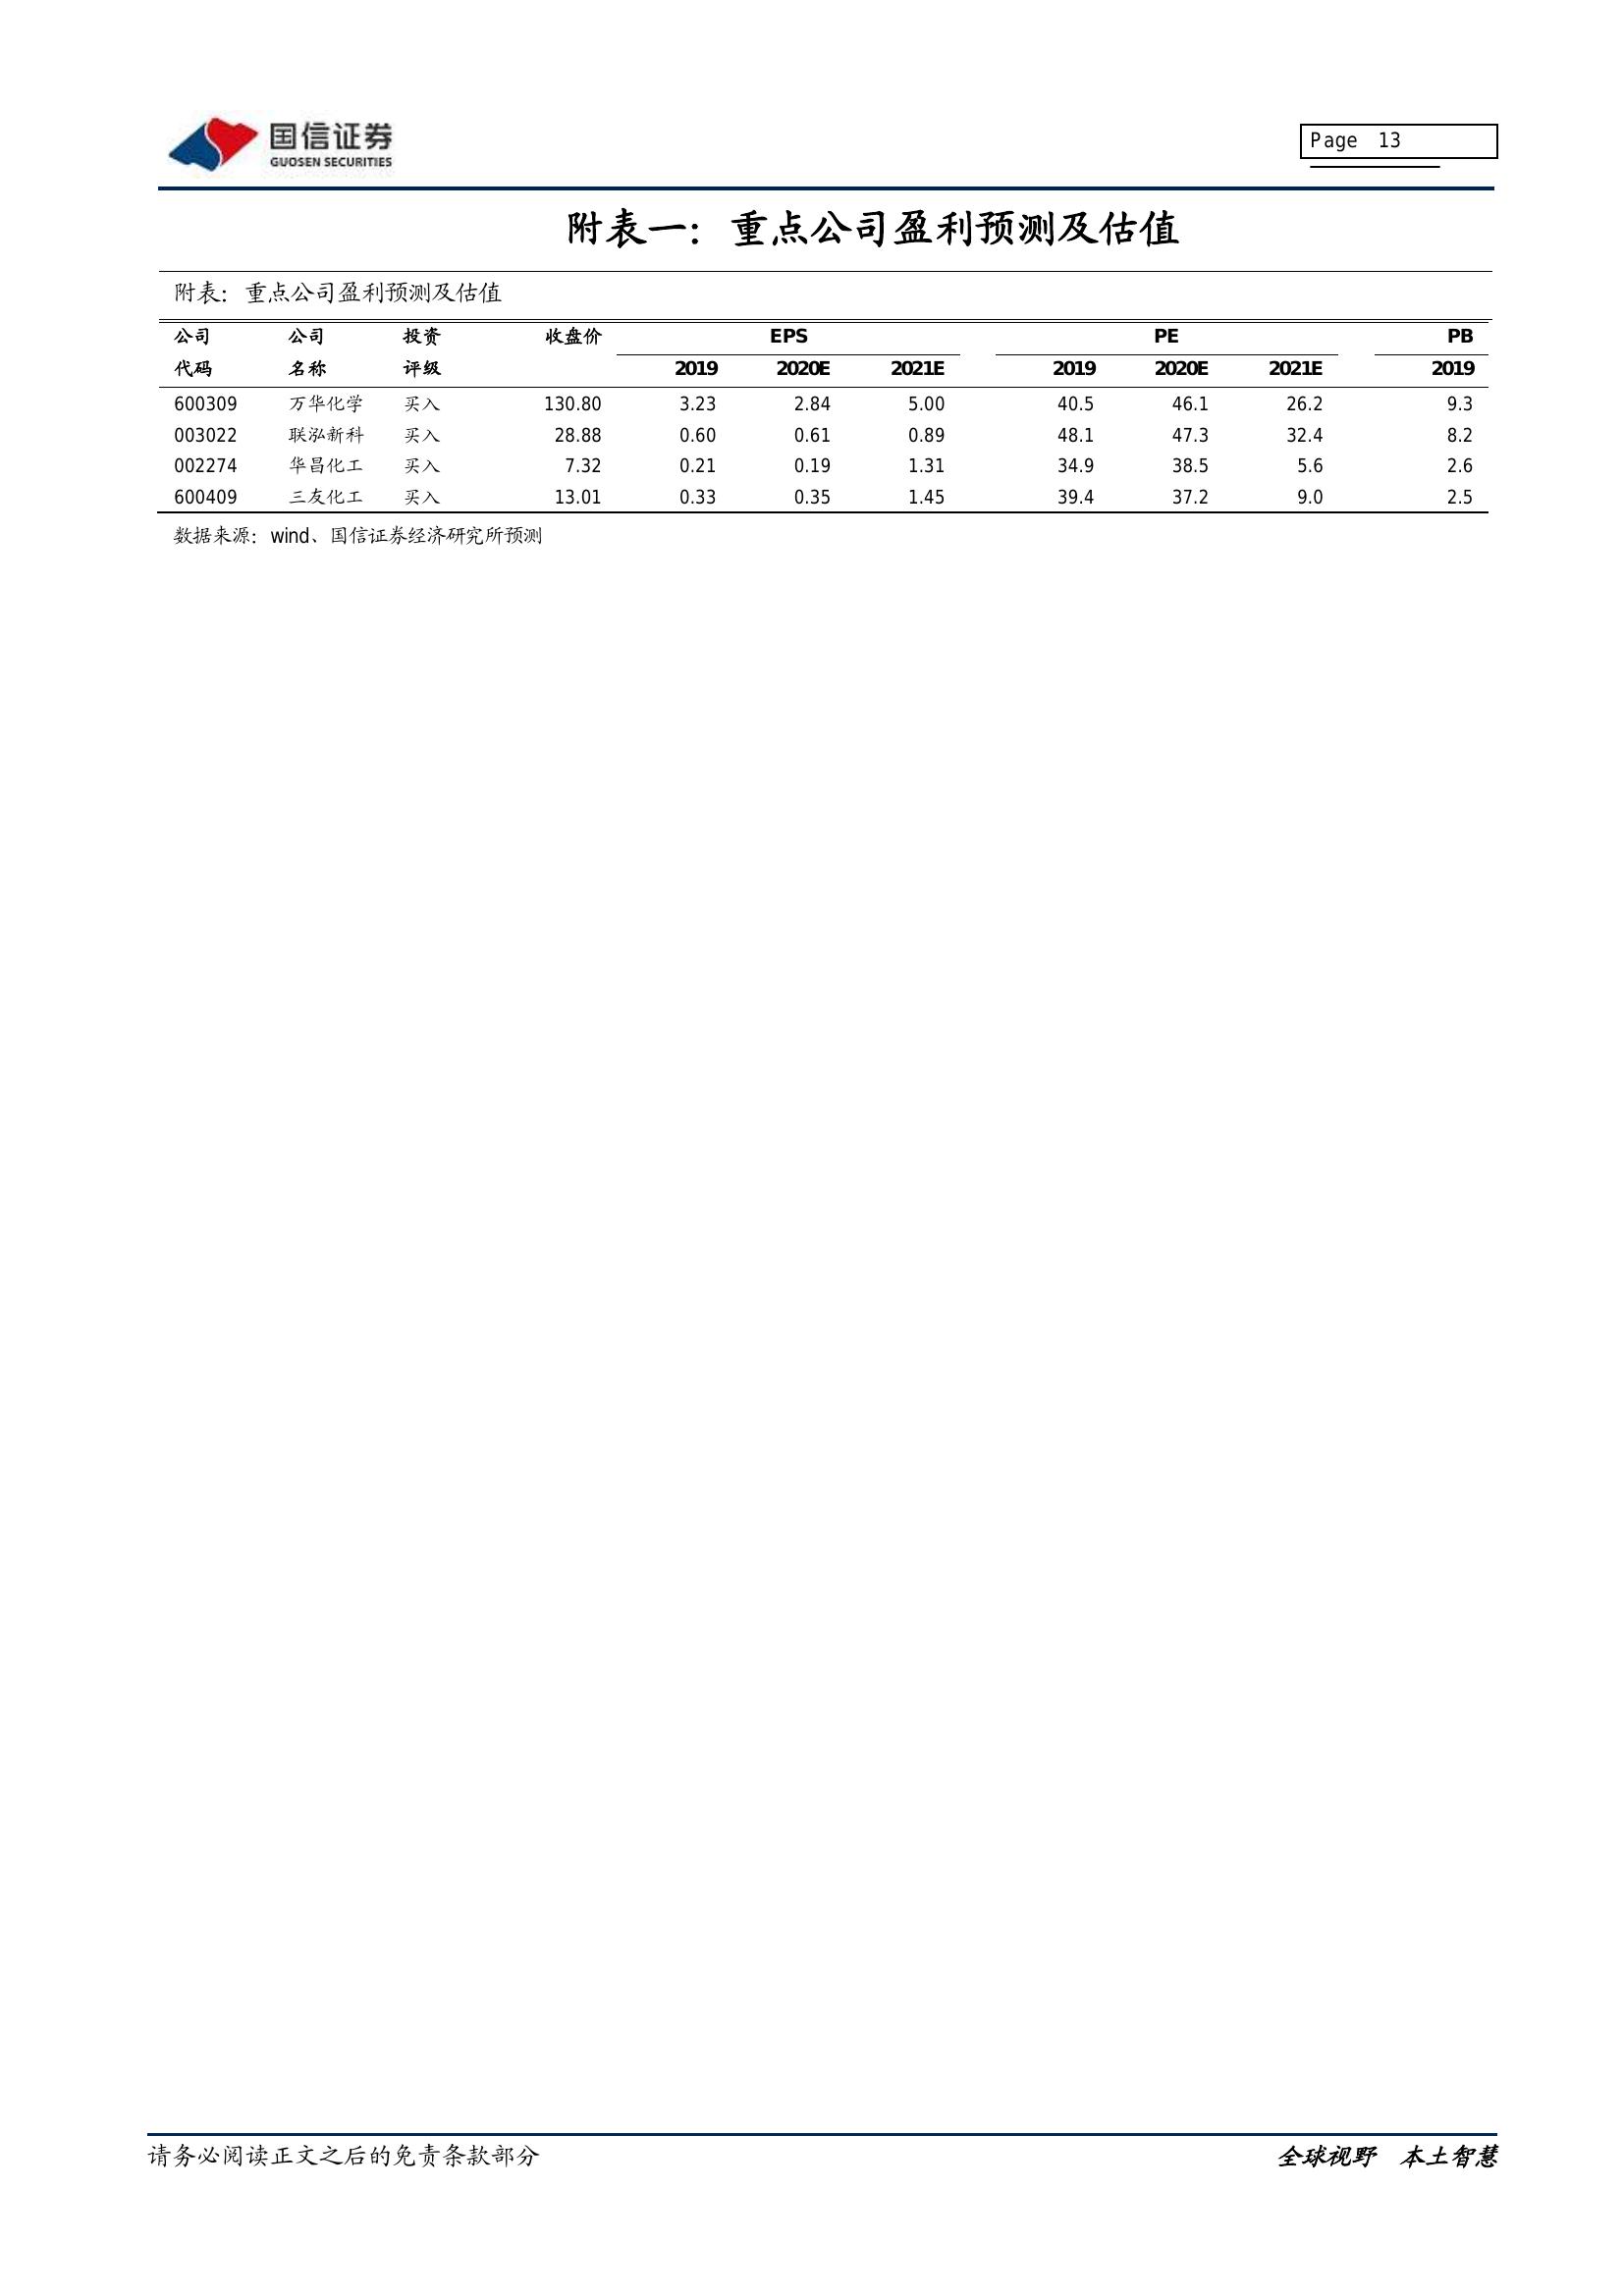 国信证券
GUOSEN SECURITIES
Page 13
附表一：重点公司盈利预测及估值
附表：重点公司盈利预测及估值
公司 公司 投资 收盘价 EPS PE PB
代码 名称 评级 2019 2020E 2021E 2019 2020E 2021E 2019
600309 万华化学 买入 130.80 3.23 2.84 5.00 40.5 46.1 26.2 9.3
003022 联泓新科 买入 28.88 0.60 0.61 0.89 48.1 47.3 32.4 8.2
002274 华昌化工 买入 7.32 0.21 0.19 1.31 34.9 38.5 5.6 2.6
600409 三友化工 买入 13.01 0.33 0.35 1.45 39.4 37.2 9.0 2.5
数据来源：wind、国信证券经济研究所预测
请务必阅读正文之后的免责条款部分 全球视野 本土智慧